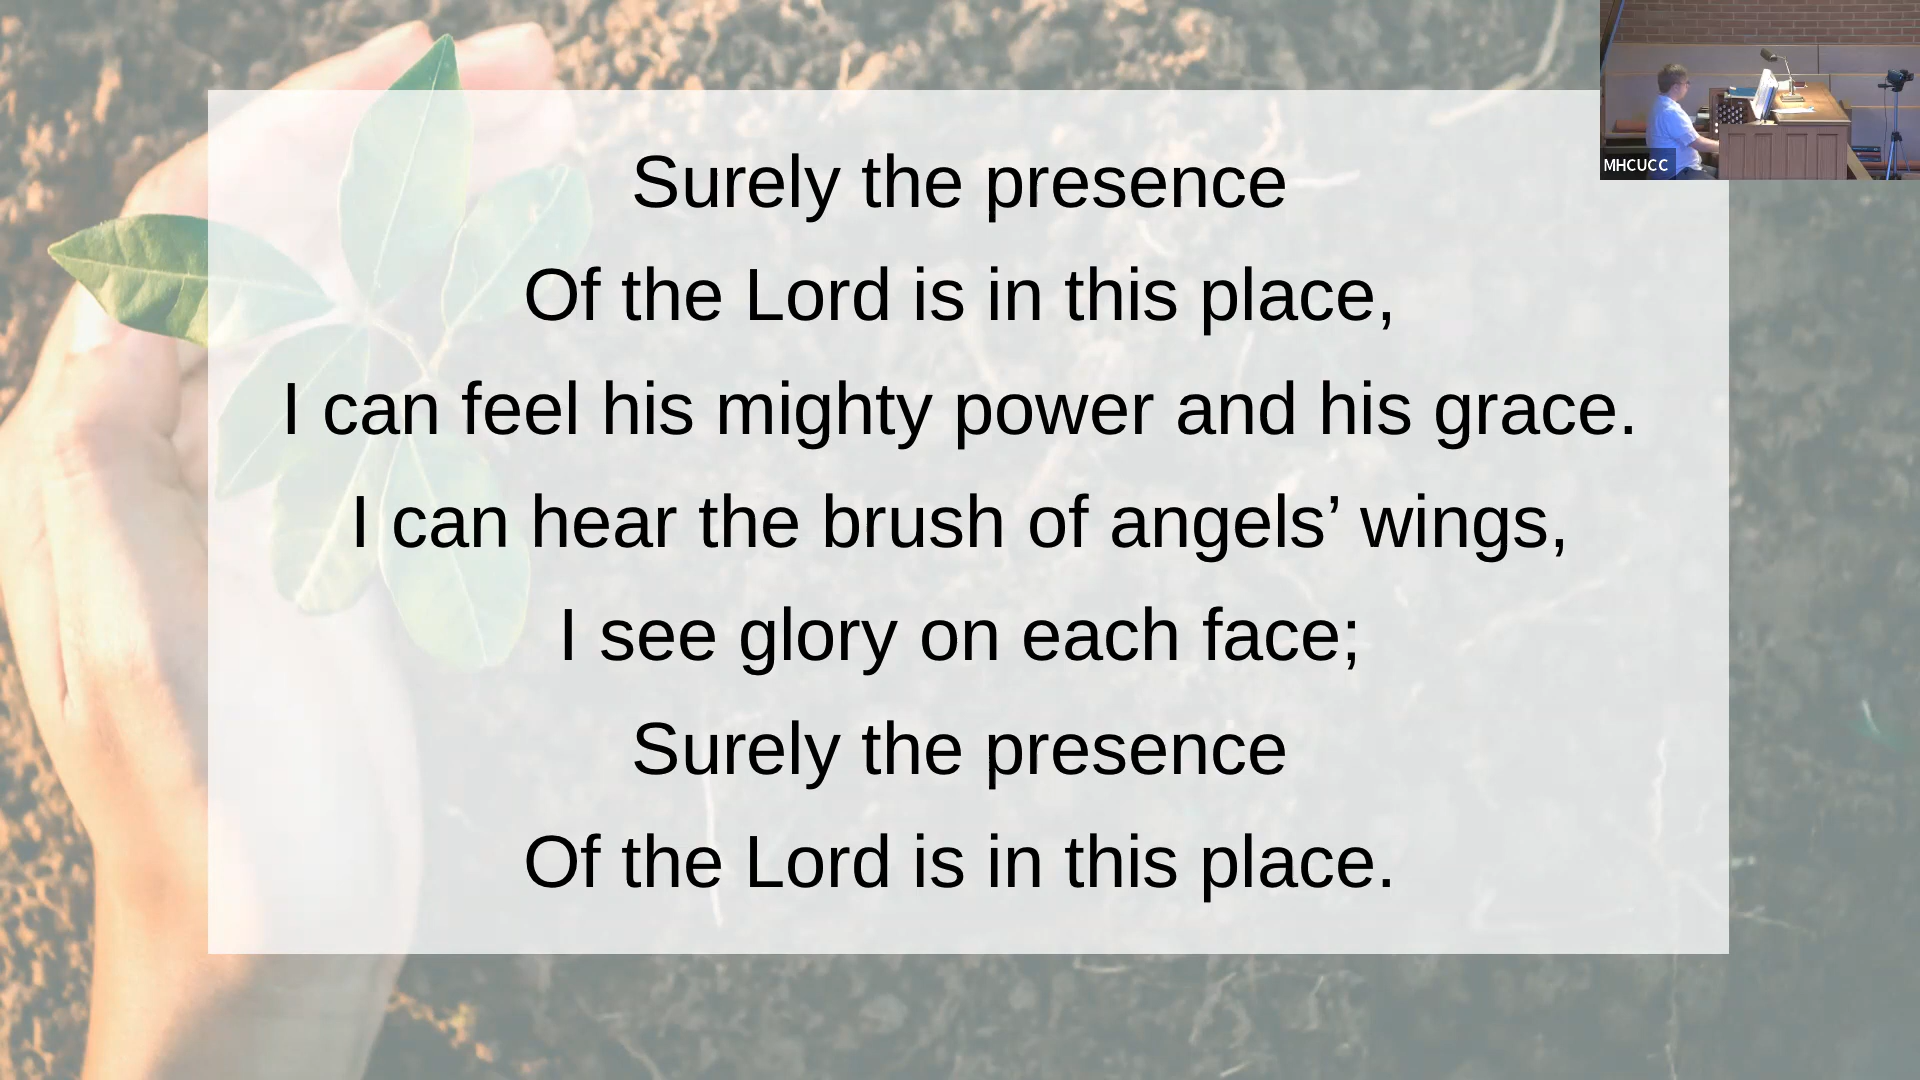 Surely the presence
Of the Lord is in this place,
I can feel his mighty power and his grace.
I can hear the brush of angels’ wings,
I see glory on each face;
Surely the presence
Of the Lord is in this place.
MHCUCC